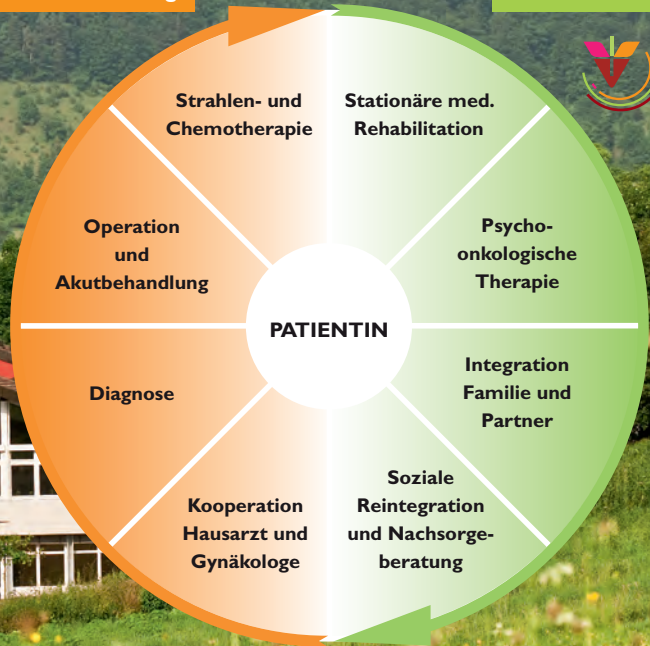 Strahlen- und
Chemotherapie
Stationäre med.
Rehabilitation
Psycho-
onkologische
Therapie
Integration
Familie und
Partner
Soziale
Reintegration
und Nachsorge-
beratung
Kooperation
Hausarzt und
Gynäkologe
Diagnose
Operation
und
Akutbehandlung
PATIENTIN